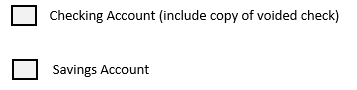 Checking Account (include copy of voided check)
Savings Account